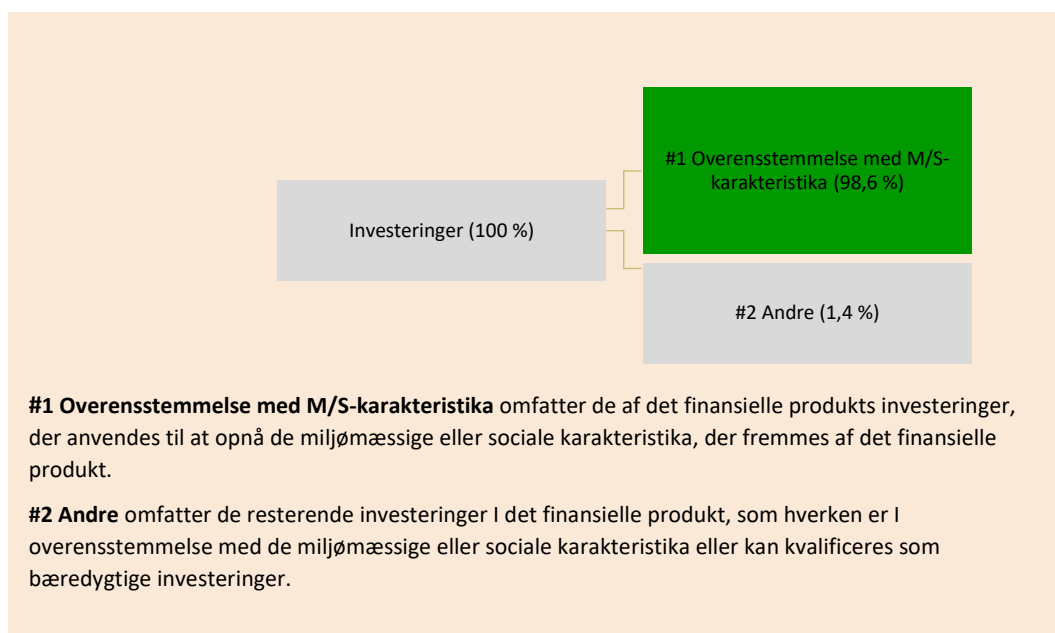 #1 Overensstemmelse med M/S-
karakteristika (98,6 %)
Investeringer (100 %)
#2 Andre (1,4 %)
#1 Overensstemmelse med M/S-karakteristika omfatter de af det finansielle produkts investeringer,
der anvendes til at opnå de miljømæssige eller sociale karakteristika, der fremmes af det finansielle
produkt.
#2 Andre omfatter de resterende investeringer I det finansielle produkt, som hverken er I
overensstemmelse med de miljømæssige eller sociale karakteristika eller kan kvalificeres som
bæredygtige investeringer.